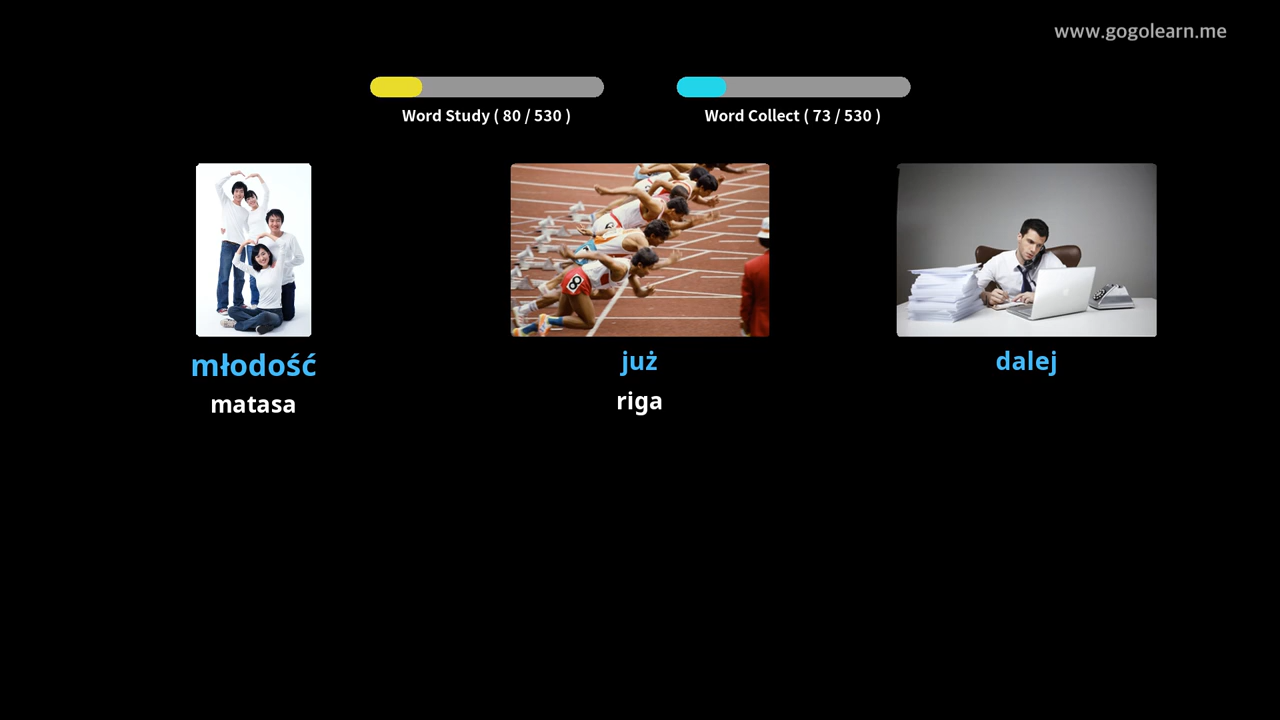 www.gogolearn.me
Word Study ( 80 / 530 )
Word Collect ( 73 / 530 )
młodość
już
dalej
matasa
riga